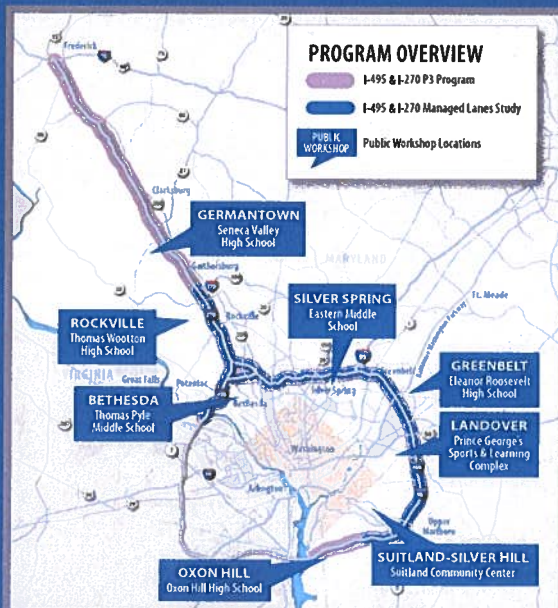 PROGRAM OVERVIEW
I-495 & I-270 P3 Program
I-495 & I-270 Managed Lanes Study
PUBLIC
WORKSHOP
Public Workshop Locations
Frederick
Clarksburg
GERMANTOWN
Seneca Valley
High School
Gaithersburg
MARYLAND
Ft. Meade
ROCKVILLE
Thomas Wootton
High School
Rockville
SILVER SPRING
Eastern Middle
School
VIRGINIA
Great Falls
Potomac
Greenbelt
GREENBELT
Eleanor Roosevelt
High School
BETHESDA
Thomas Pyle
Middle School
Bethesda
Silver Spring
LANDOVER
Prince George's
Sports & Learning
Complex
Washington
Arlington
Upper
Marlboro
SUITLAND-SILVER HILL
Suitland Community Center
OXON HILL
Oxon Hill High School